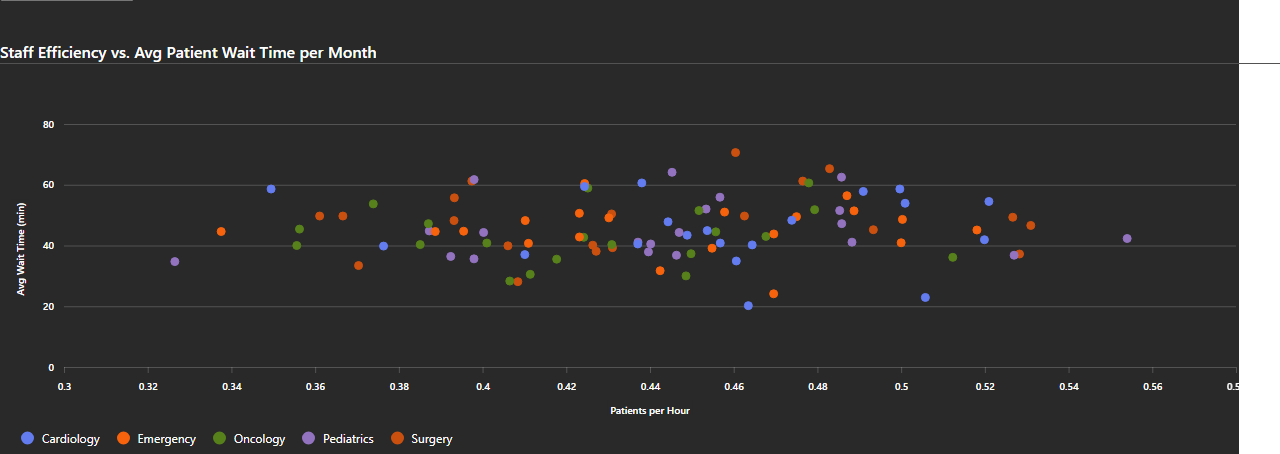 Staff Efficiency vs. Avg Patient Wait Time per Month
80
60
40
20
0
Avg Wait Time (min)
0.3 0.32 0.34 0.36 0.38 0.4 0.42 0.44 0.46 0.48 0.5 0.52 0.54 0.56
Patients per Hour
Cardiology Emergency Oncology Pediatrics Surgery